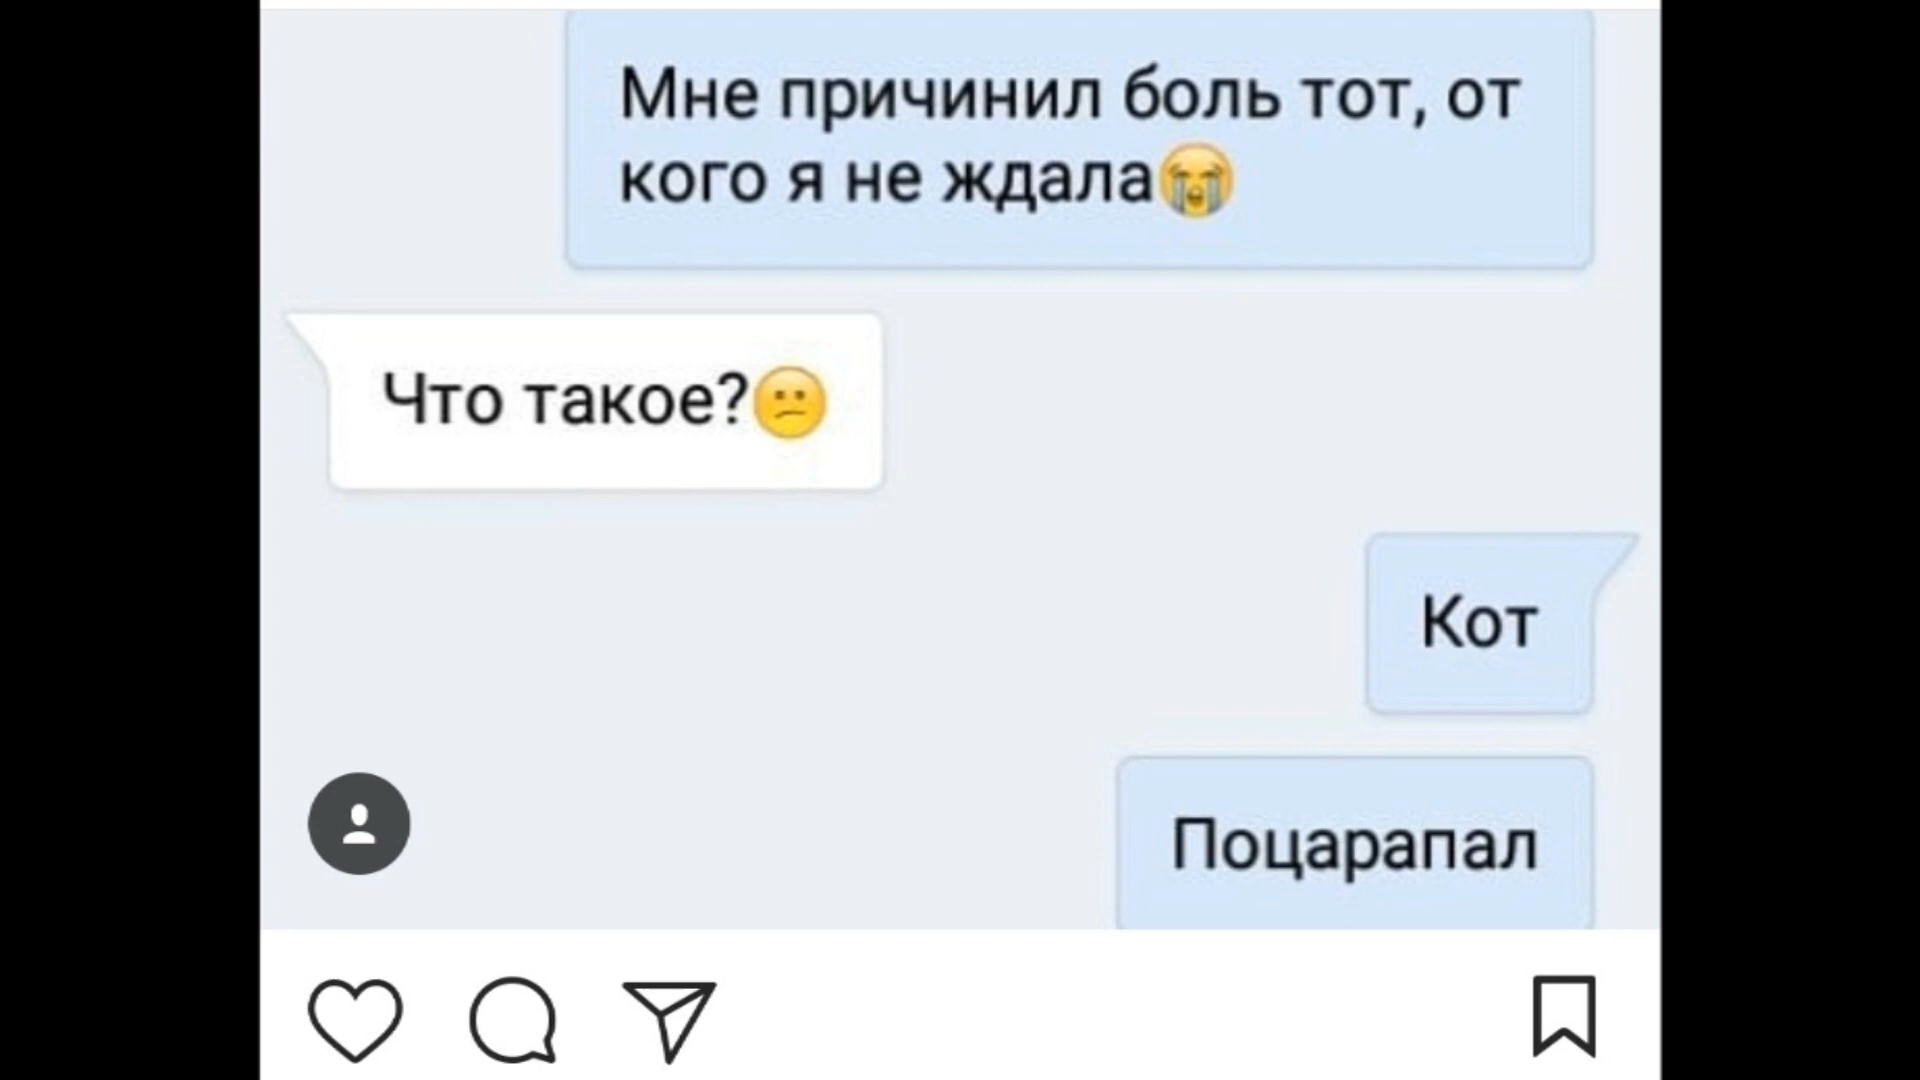 Мне причинил боль тот, от
кого я не ждала😭
Что такое?😕
Кот
Поцарапал